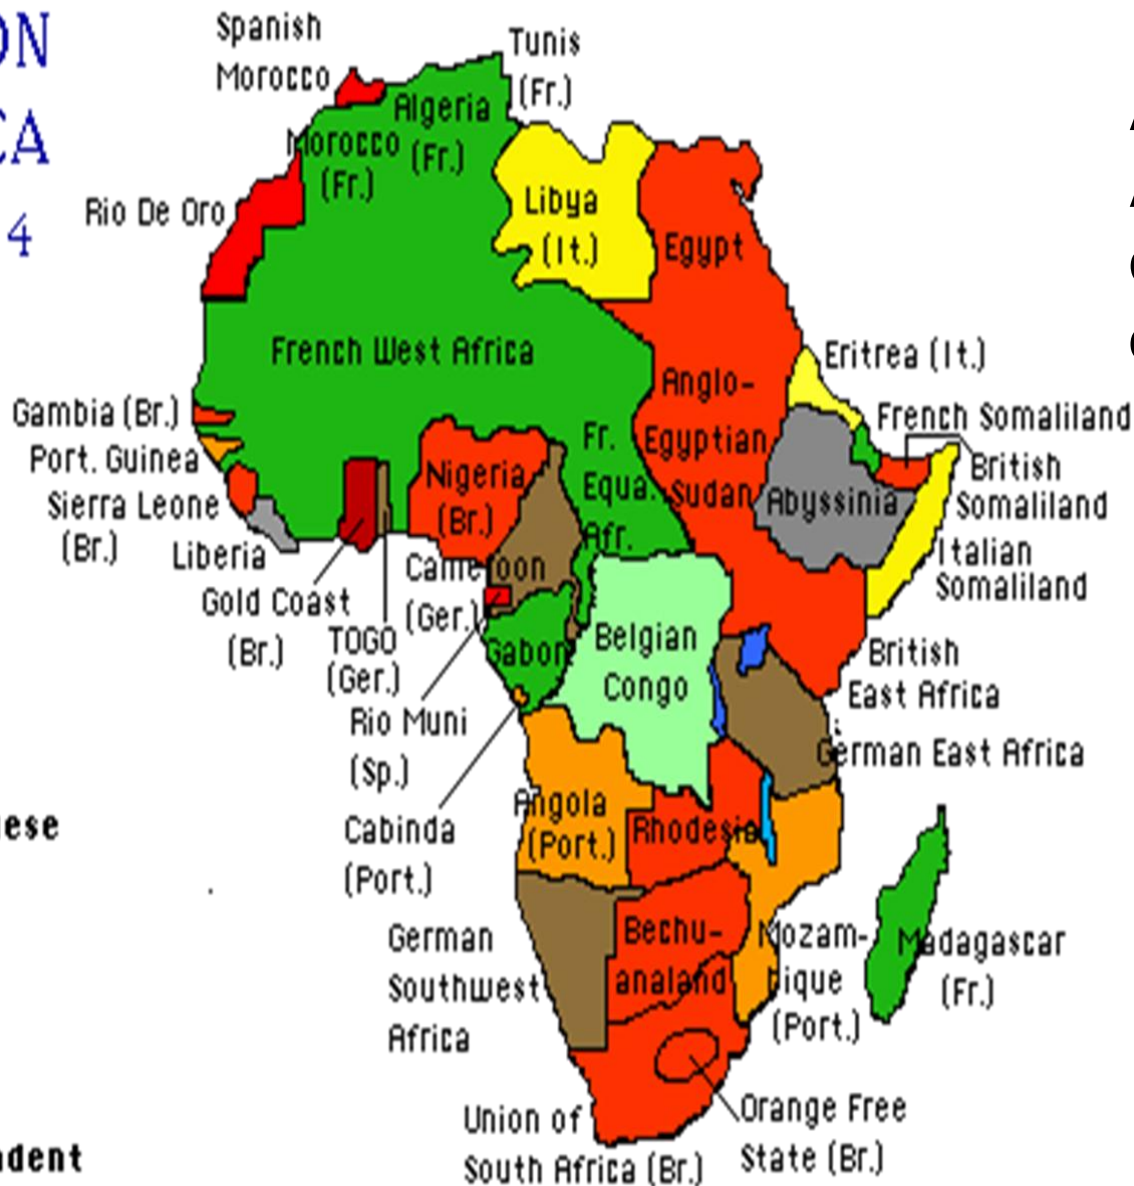 ON
CA
4
Spanish
Morocco
Tunis
(Fr.)
Algeria
(Fr.)
Morocco
(Fr.)
Rio De Oro
Libya
(It.)
Egypt
French West Africa
Eritrea (It.)
Anglo-
Egyptian
Sudan
Gambia (Br.)
French Somaliland
Port. Guinea
Fr.
Equa.
Afr.
British
Somaliland
Nigeria
(Br.)
Abyssinia
Sierra Leone
(Br.)
Liberia
Italian
Somaliland
Cameroon
(Ger.)
Gold Coast
(Br.)
TOGO
(Ger.)
Gabon
Belgian
Congo
British
East Africa
Rio Muni
(Sp.)
German East Africa
Cabinda
(Port.)
Angola
(Port.)
Rhodesia
uese
German
Southwest
Africa
Bechu-
analand
Mozam-
bique
(Port.)
Madagascar
(Fr.)
Union of
South Africa (Br.)
Orange Free
State (Br.)
ndent